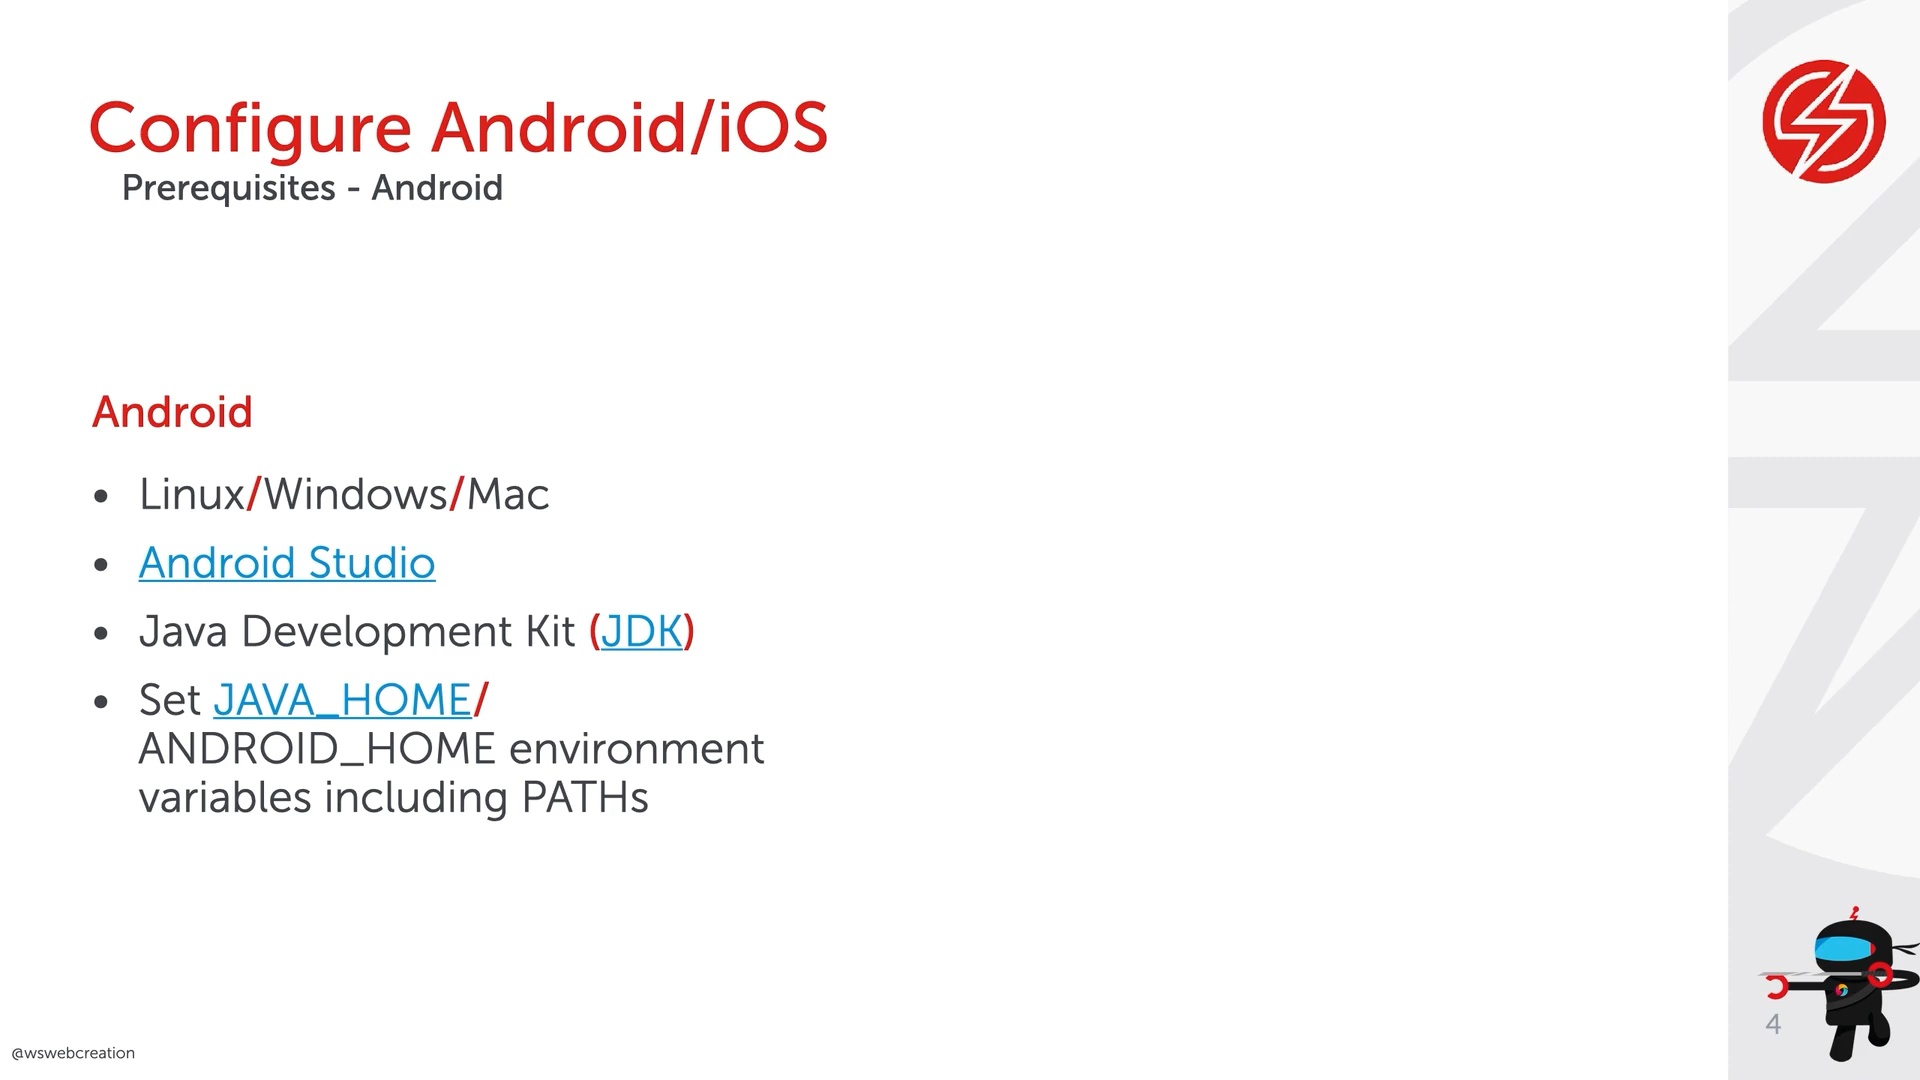 Configure Android/iOS
Prerequisites - Android
Android
• Linux/Windows/Mac
• Android Studio
• Java Development Kit (JDK)
• Set JAVA_HOME/
ANDROID_HOME environment
variables including PATHs
4
@wswebcreation